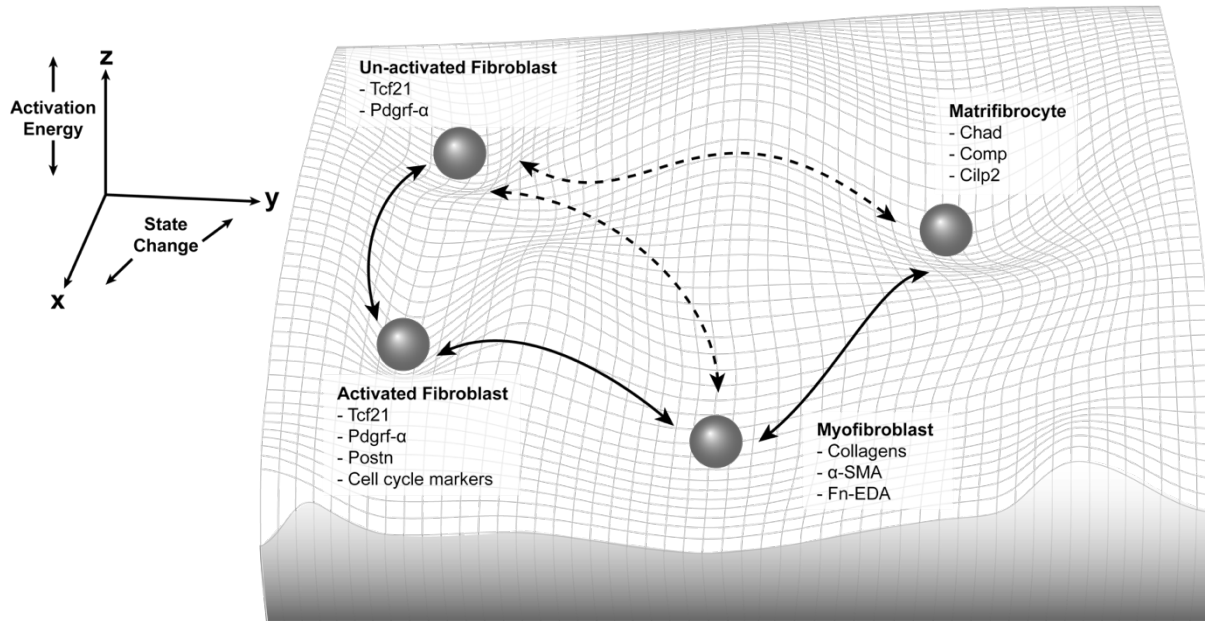 z
Activation
Energy
y
State
Change
x
Un-activated Fibroblast
- Tcf21
- Pdgrf-α
Matrifibrocyte
- Chad
- Comp
- Cilp2
Activated Fibroblast
- Tcf21
- Pdgrf-α
- Postn
- Cell cycle markers
Myofibroblast
- Collagens
- α-SMA
- Fn-EDA